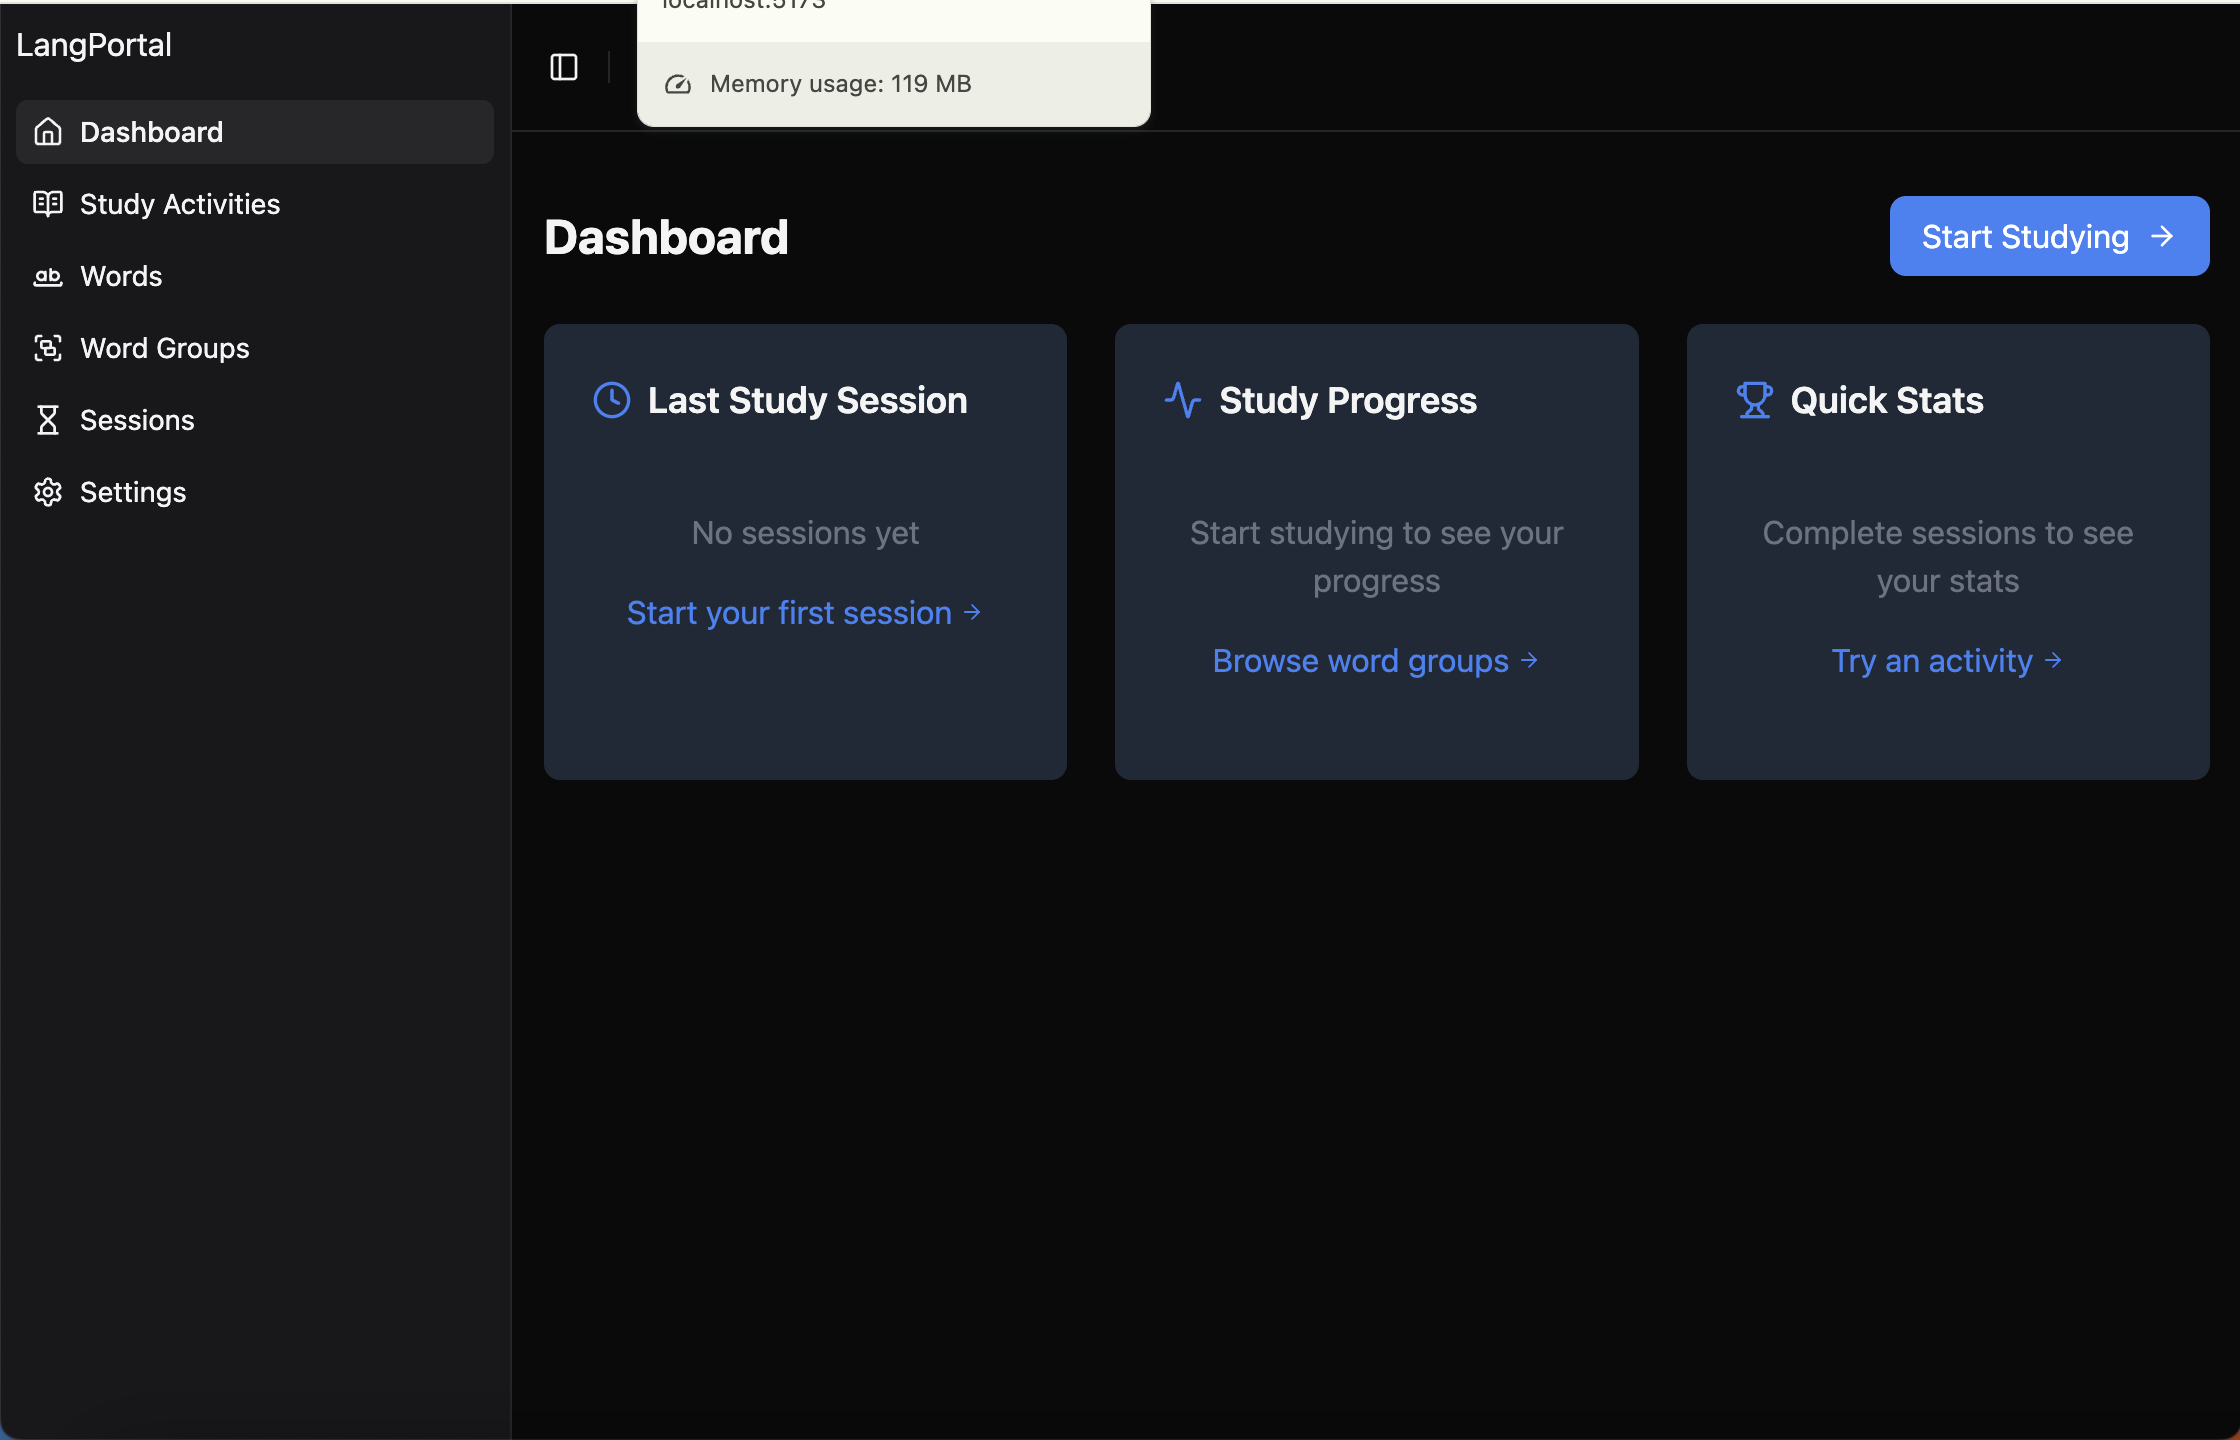 localhost:5173
Memory usage: 119 MB
LangPortal
Dashboard
Study Activities
Words
Word Groups
Sessions
Settings
Dashboard
Start Studying →
Last Study Session
No sessions yet
Start your first session →
Study Progress
Start studying to see your
progress
Browse word groups →
Quick Stats
Complete sessions to see
your stats
Try an activity →